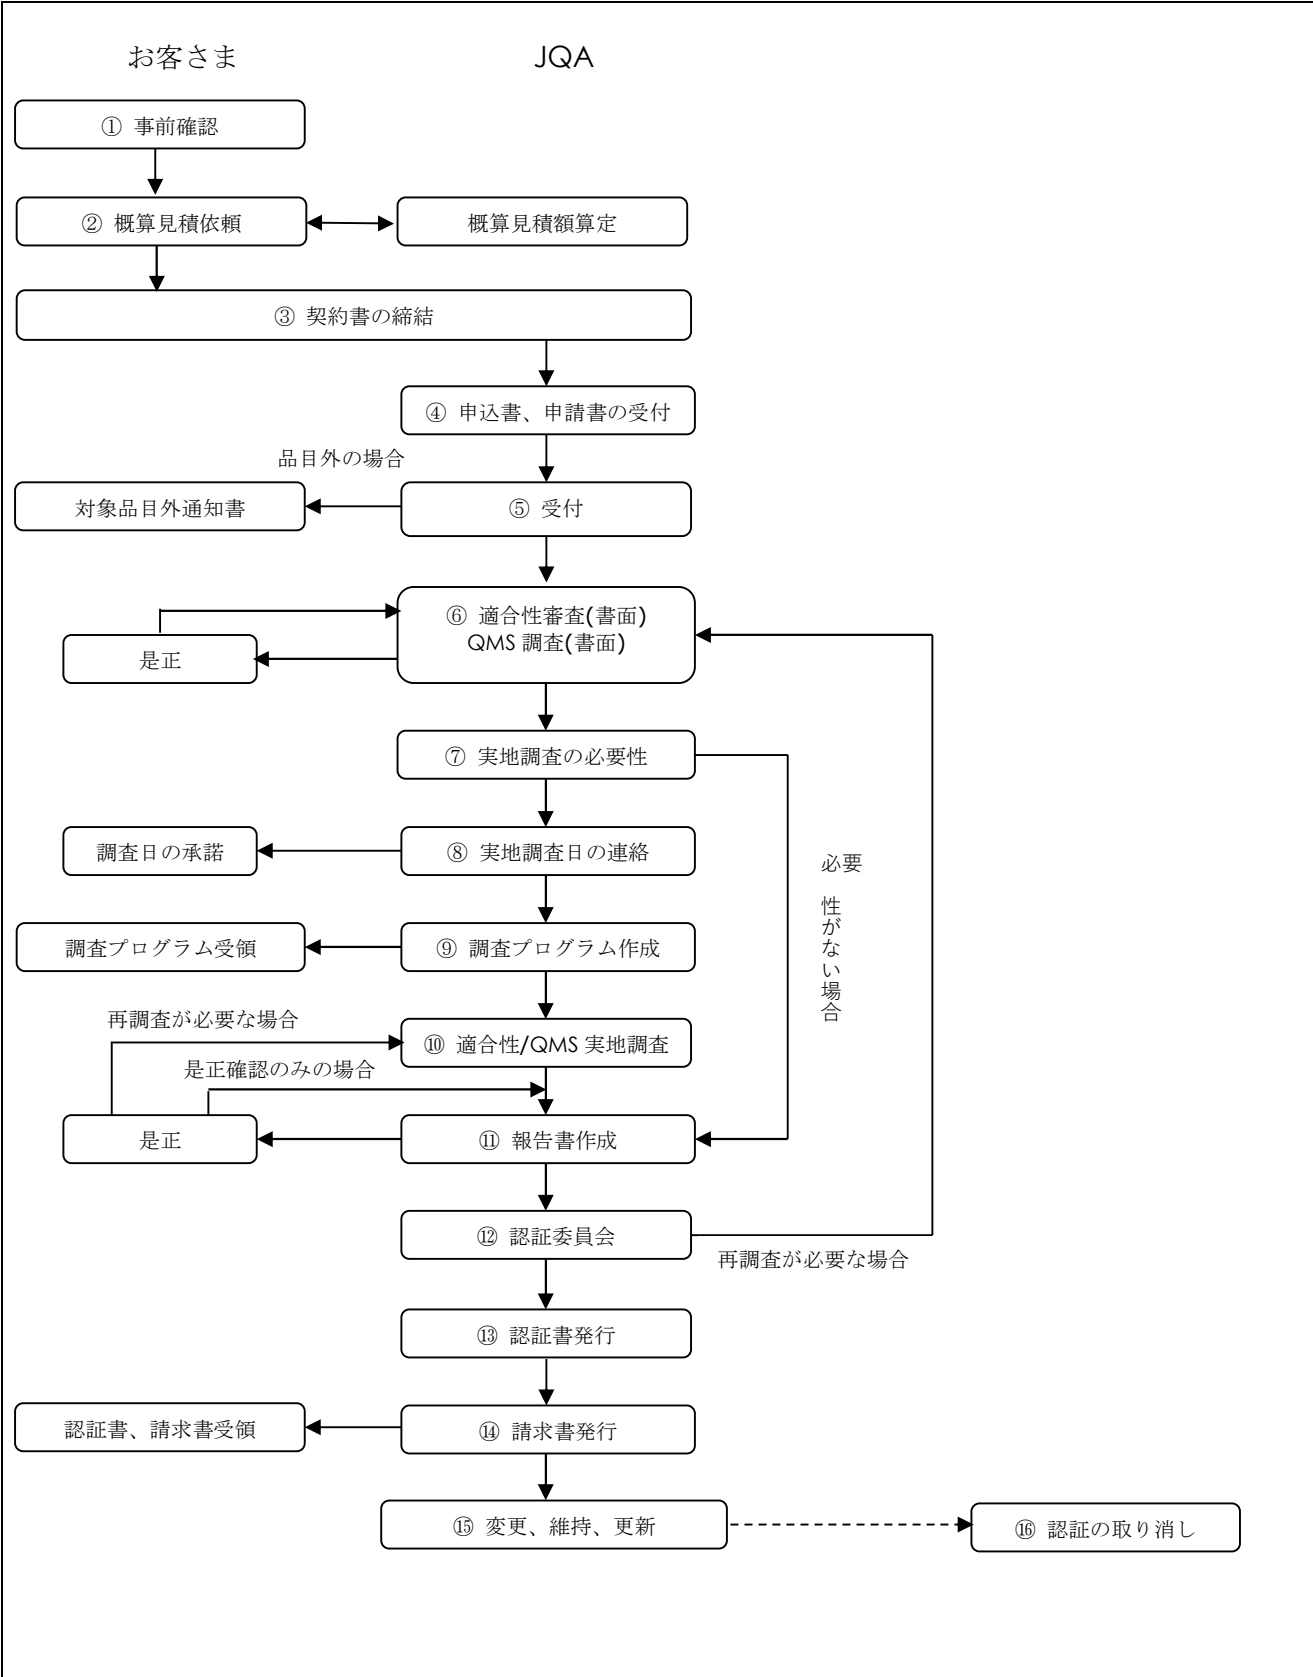 お客さま
JQA
① 事前確認
② 概算見積依頼
概算見積額算定
③ 契約書の締結
④ 申込書、申請書の受付
品目外の場合
対象品目外通知書
⑤ 受付
⑥ 適合性審査(書面)
QMS 調査(書面)
是正
⑦ 実地調査の必要性
調査日の承諾
⑧ 実地調査日の連絡
必要
性がない場合
調査プログラム受領
⑨ 調査プログラム作成
再調査が必要な場合
⑩ 適合性/QMS 実地調査
是正確認のみの場合
是正
⑪ 報告書作成
⑫ 認証委員会
再調査が必要な場合
⑬ 認証書発行
認証書、請求書受領
⑭ 請求書発行
⑮ 変更、維持、更新
⑯ 認証の取り消し